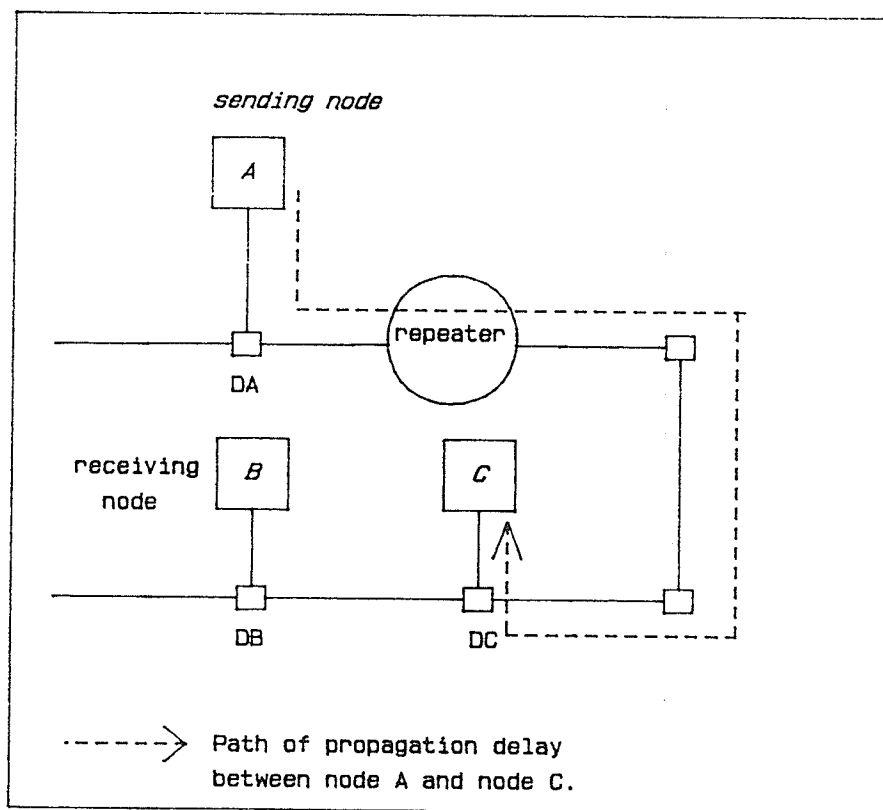 sending node
A
repeater
DA
receiving
node
B
C
DB
DC
Path of propagation delay
between node A and node C.